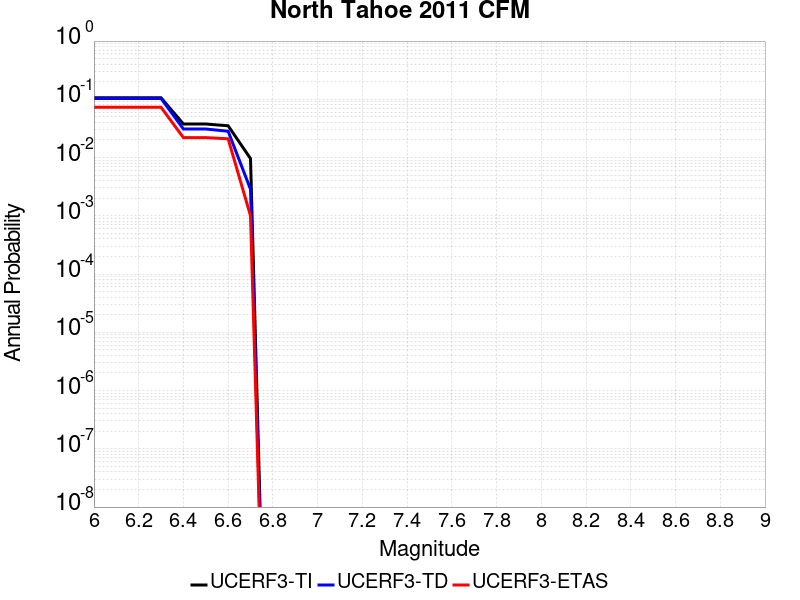 North Tahoe 2011 CFM
10^0
10^-1
10^-2
10^-3
10^-4
10^-5
10^-6
10^-7
10^-8
Annual Probability
6 6.2 6.4 6.6 6.8 7 7.2 7.4 7.6 7.8 8 8.2 8.4 8.6 8.8 9
Magnitude
UCERF3-TI UCERF3-TD UCERF3-ETAS